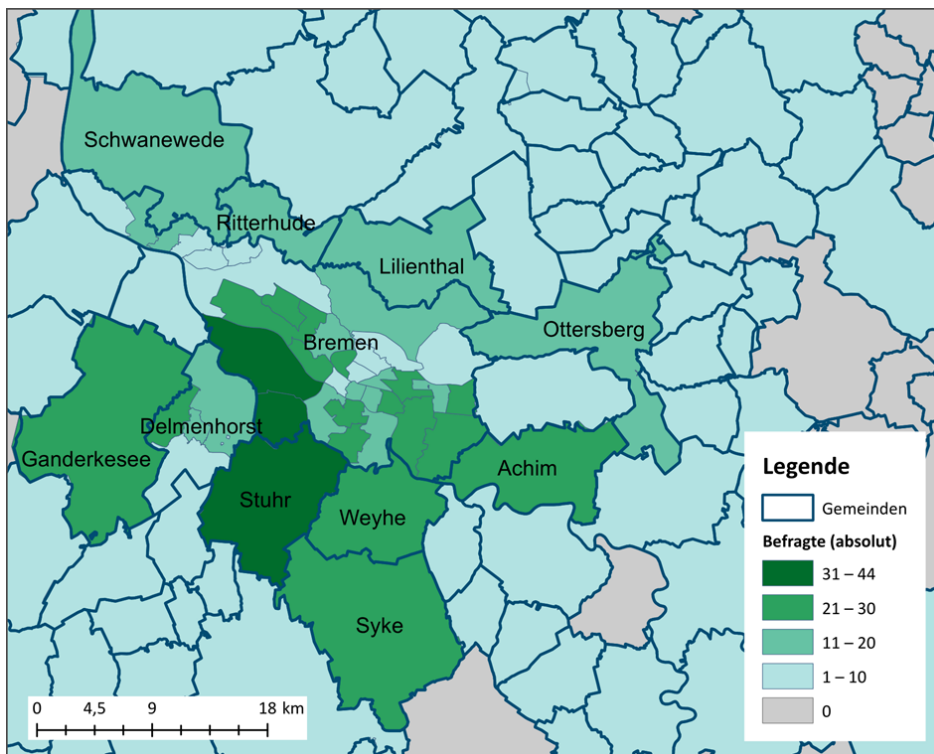 Schwanewede
Ritterhude
Lilienthal
Ottersberg
Bremen
Delmenhorst
Ganderkesee
Achim
Stuhr
Weyhe
Syke
Legende
Gemeinden
Befragte (absolut)
31 – 44
21 – 30
11 – 20
1 – 10
0
0 4,5 9 18 km